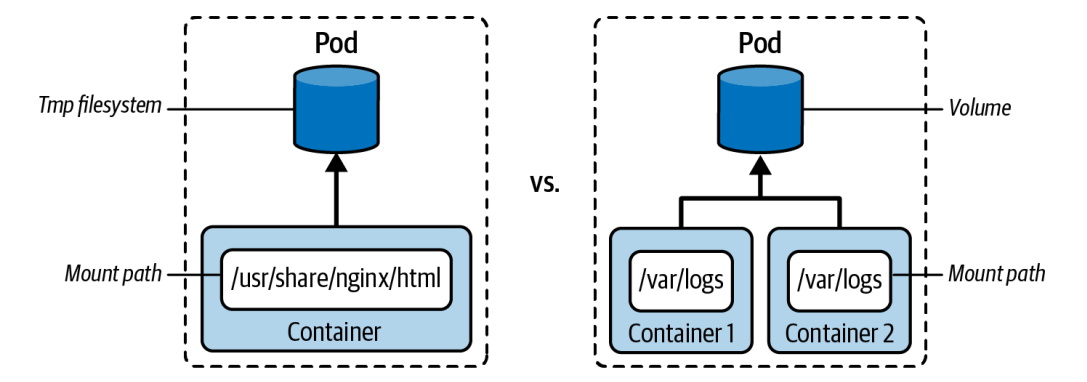 Pod
Tmp filesystem
Mount path
/usr/share/nginx/html
Container
vs.
Pod
Volume
/var/logs
Container 1
/var/logs
Container 2
Mount path